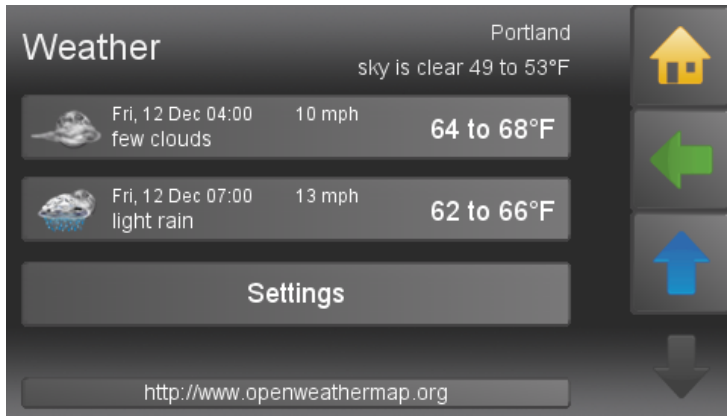 Weather
Portland
sky is clear 49 to 53°F
Fri, 12 Dec 04:00 10 mph
few clouds
64 to 68°F
Fri, 12 Dec 07:00 13 mph
light rain
62 to 66°F
Settings
http://www.openweathermap.org